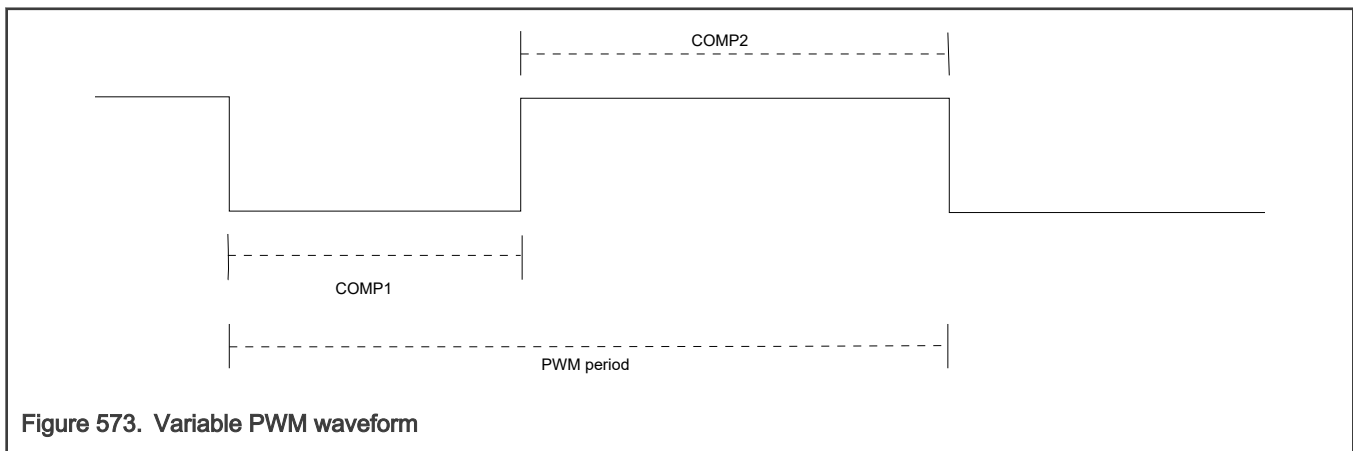 COMP2
COMP1
PWM period
Figure 573. Variable PWM waveform